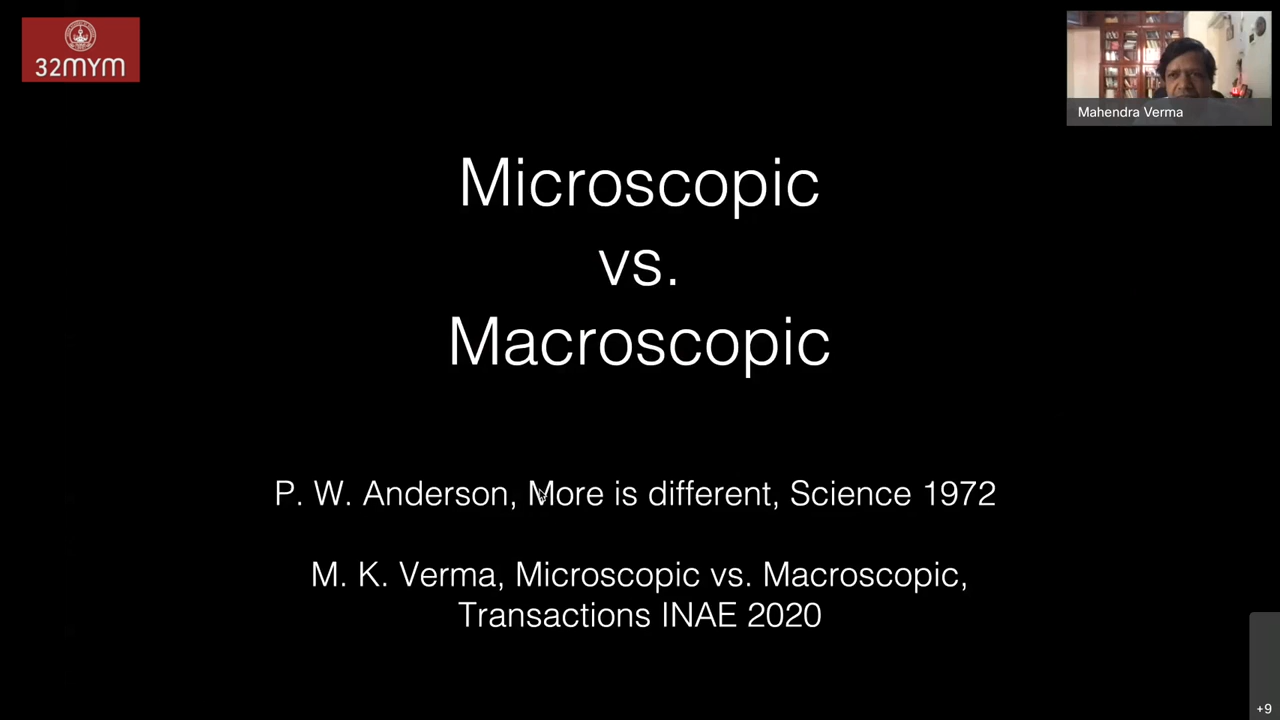 32MYM
Mahendra Verma
Microscopic
vs.
Macroscopic
P. W. Anderson, More is different, Science 1972
M. K. Verma, Microscopic vs. Macroscopic,
Transactions INAE 2020
+9